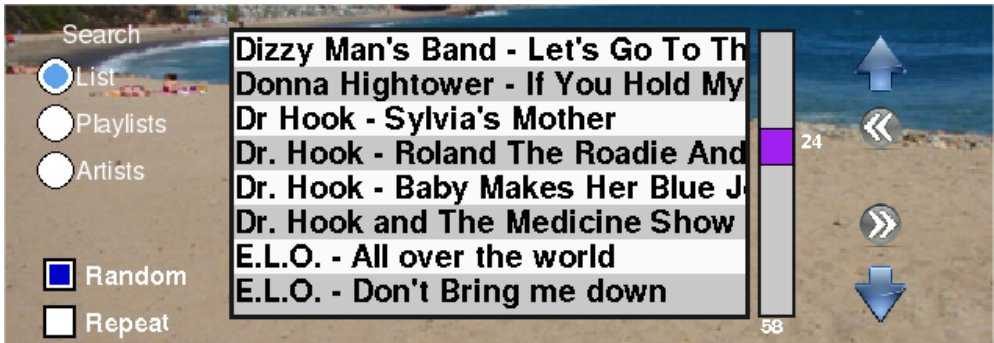 Search
List
Playlists
Artists
Random
Repeat
Dizzy Man's Band - Let's Go To Th
Donna Hightower - If You Hold My
Dr Hook - Sylvia's Mother
Dr. Hook - Roland The Roadie And
Dr. Hook - Baby Makes Her Blue J
Dr. Hook and The Medicine Show
E.L.O. - All over the world
E.L.O. - Don't Bring me down
24
58